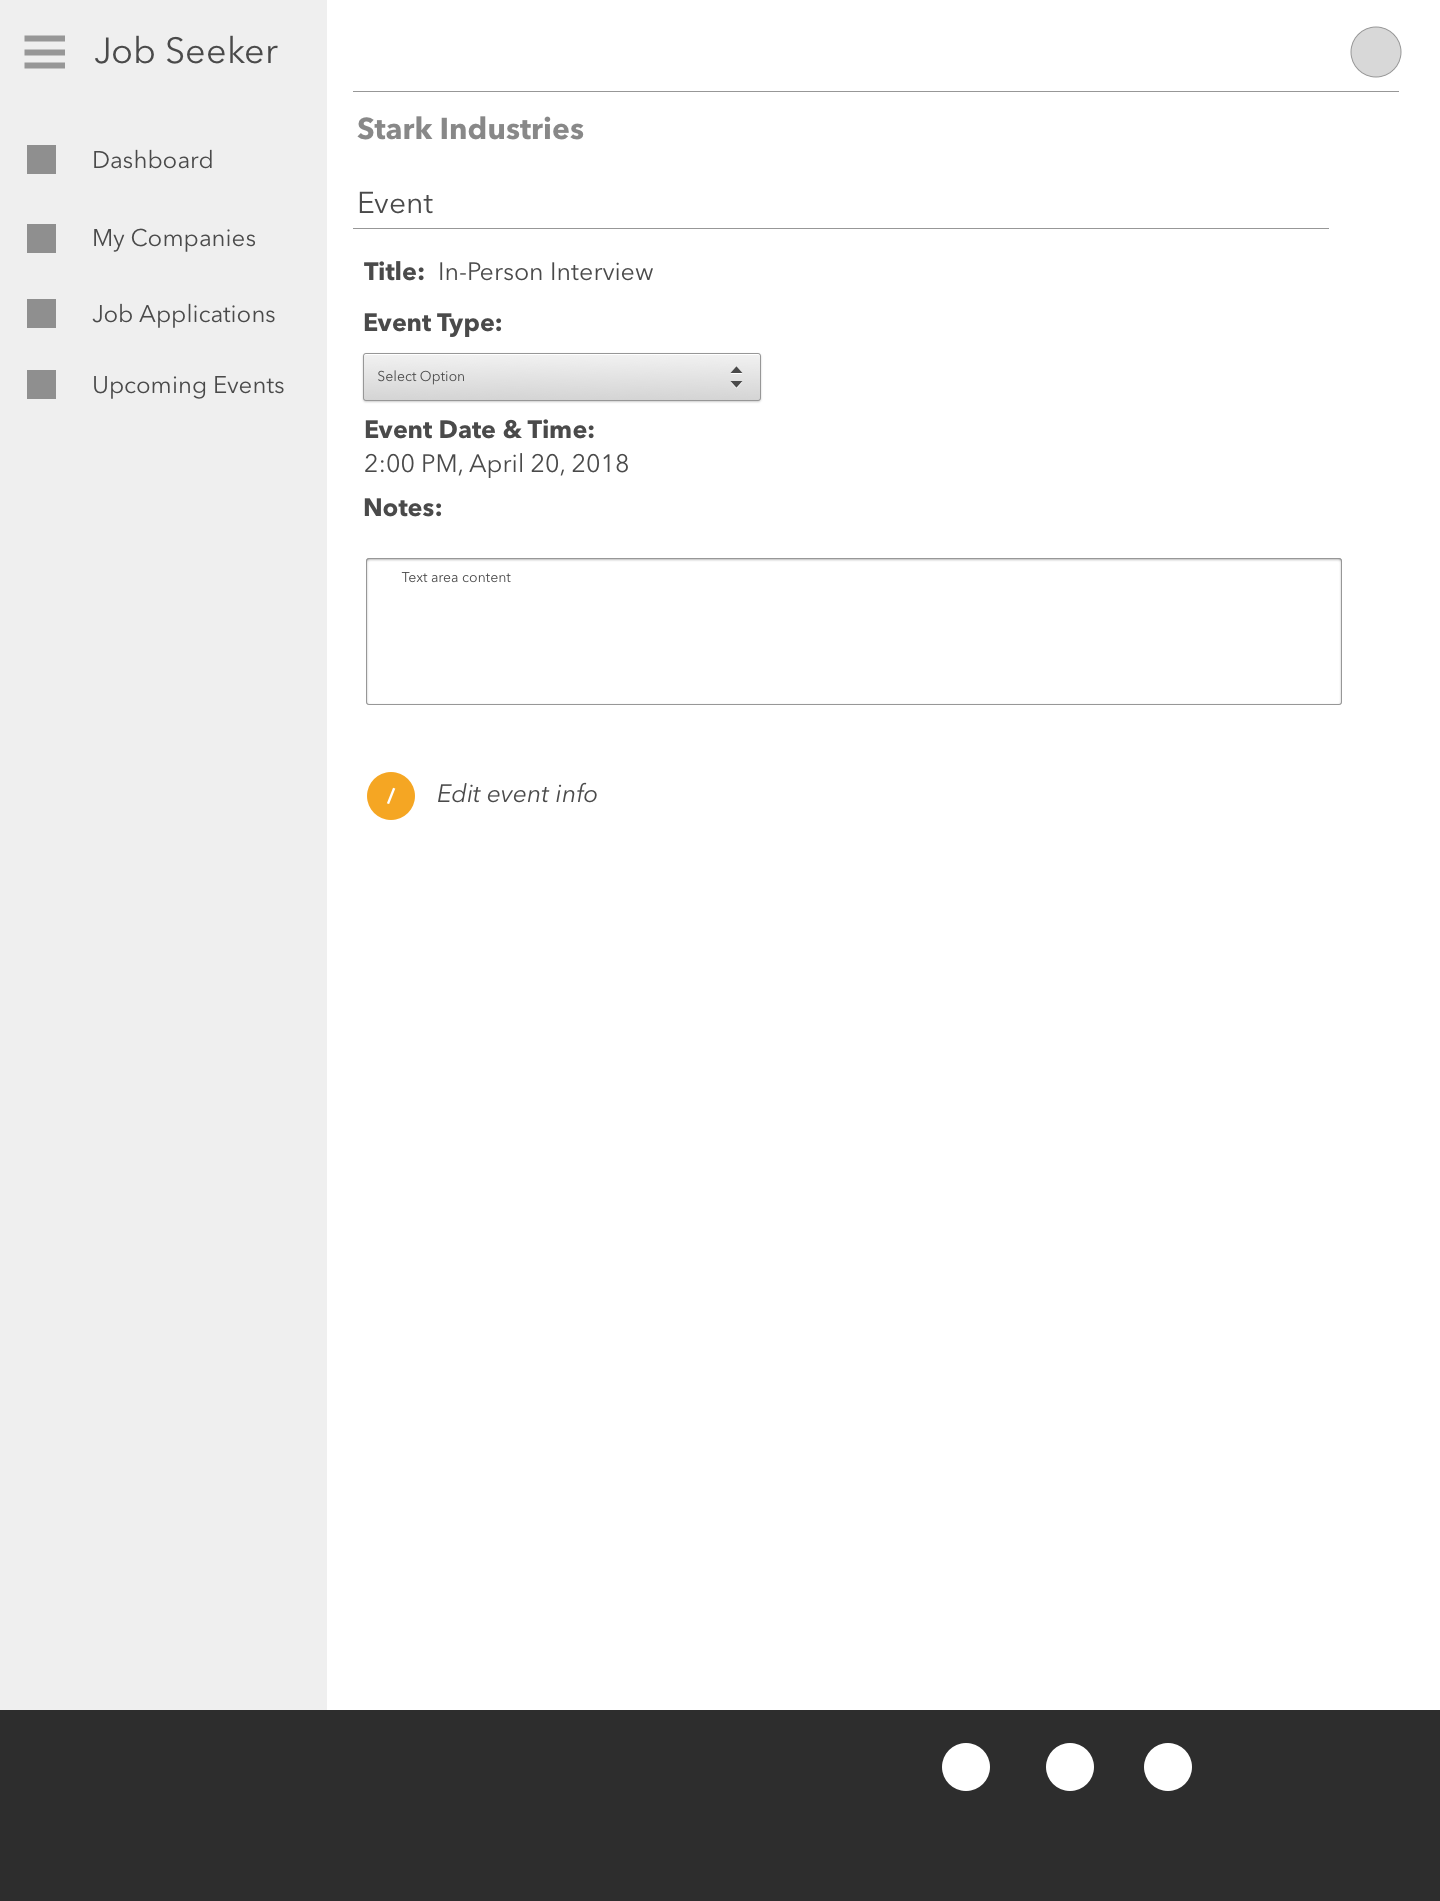 Job Seeker
Dashboard
My Companies
Job Applications
Upcoming Events
Stark Industries
Event
Title: In-Person Interview
Event Type:
Select Option
Event Date & Time:
2:00 PM, April 20, 2018
Notes:
Text area content
/ Edit event info